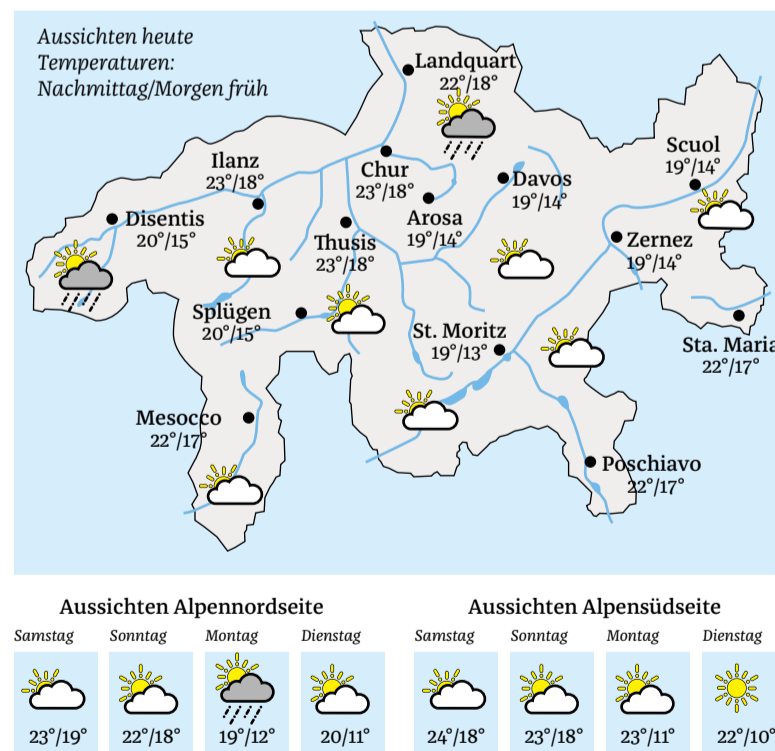 Aussichten heute
Temperaturen:
Nachmittag/Morgen früh
Landquart
22°/18°
Ilanz
23°/18°
Chur
23°/18°
Scuol
19°/14°
Davos
19°/14°
Arosa
19°/14°
Disentis
20°/15°
Thusis
23°/18°
Zernez
19°/14°
Splügen
20°/15°
St. Moritz
19°/13°
Sta. Maria
22°/17°
Mesocco
22°/17°
Poschiavo
22°/17°
Aussichten Alpennordseite
Samstag Sonntag Montag Dienstag
23°/19° 22°/18° 19°/12° 20/11°
Aussichten Alpensüdseite
Samstag Sonntag Montag Dienstag
24°/18° 23°/18° 23°/11° 22°/10°